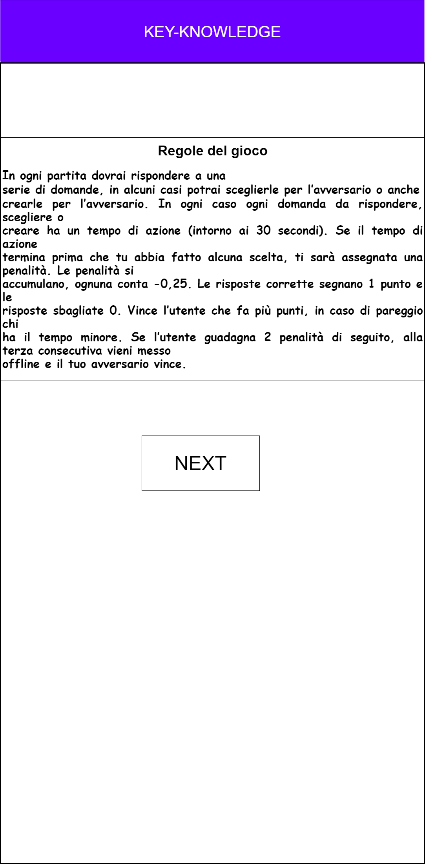 KEY-KNOWLEDGE
Regole del gioco
In ogni partita dovrai rispondere a una
serie di domande, in alcuni casi potrai sceglierle per l'avversario o anche
crearle per l'avversario. In ogni caso ogni domanda da rispondere,
scegliere o
creare ha un tempo di azione (intorno ai 30 secondi). Se il tempo di
azione
termina prima che tu abbia fatto alcuna scelta, ti sarà assegnata una
penalità. Le penalità si
accumulano, ognuna conta -0,25. Le risposte corrette segnano 1 punto e
le
risposte sbagliate 0. Vince l'utente che fa più punti, in caso di pareggio
chi
ha il tempo minore. Se l'utente guadagna 2 penalità di seguito, alla
terza consecutiva vieni messo
offline e il tuo avversario vince.
NEXT